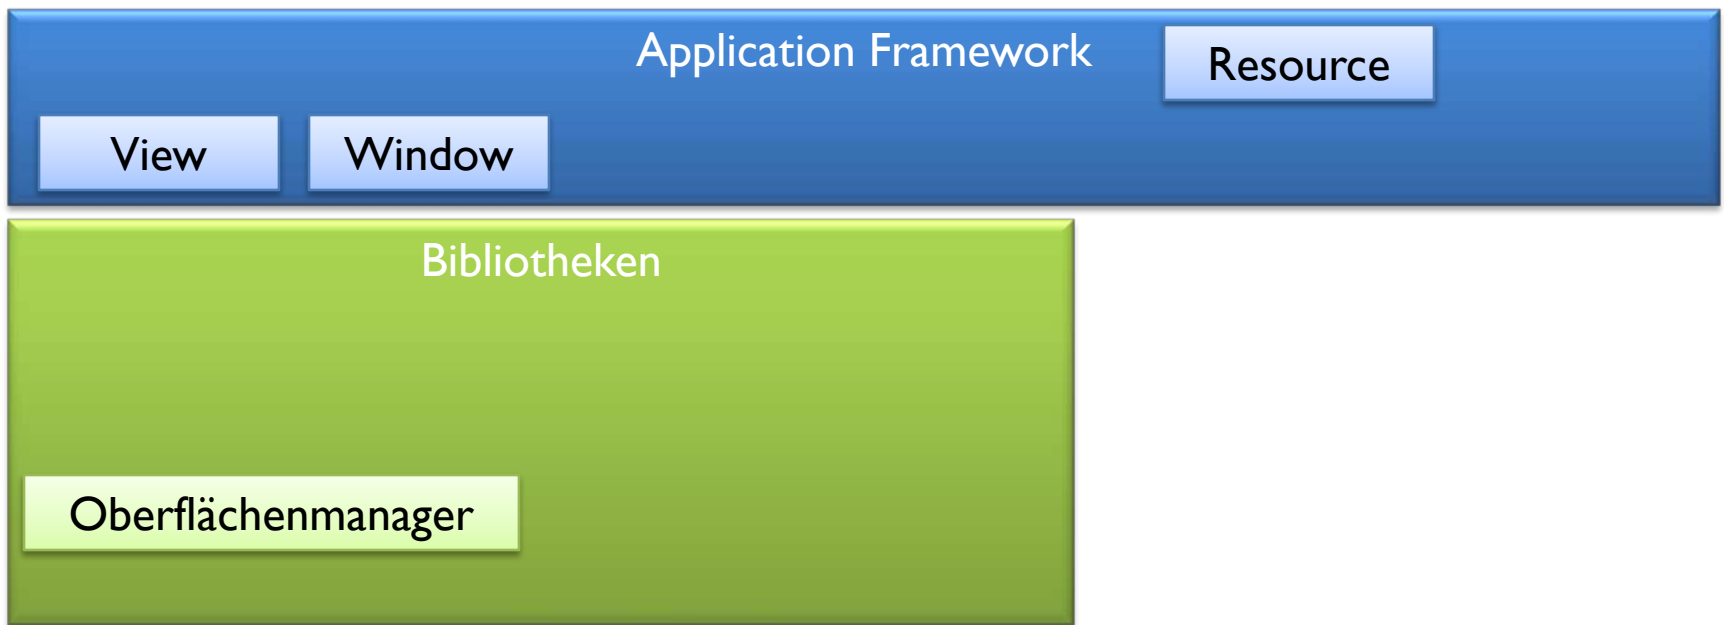 Application Framework
Resource
View
Window
Bibliotheken
Oberflächenmanager